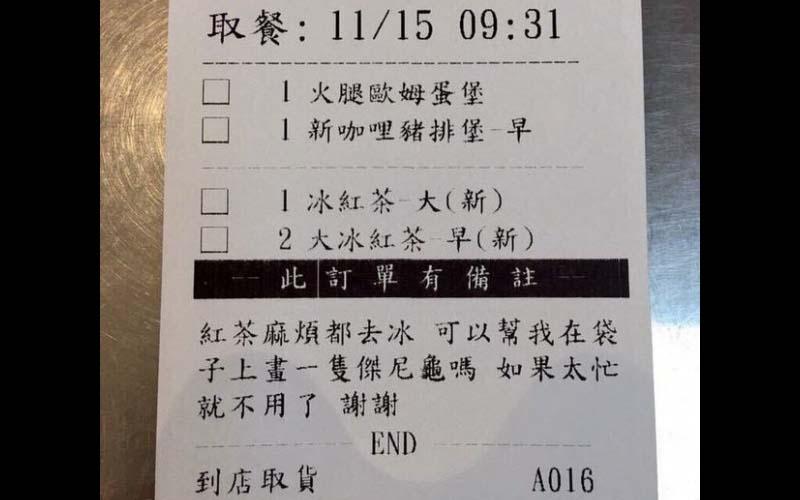 取餐: 11/15 09:31
1 火腿歐姆蛋堡
1 新咖哩豬排堡-早
1 冰紅茶-大(新)
2 大冰紅茶-早(新)
-- 此訂單有備註 --
紅茶麻煩都去冰 可以幫我在袋
子上畫一隻傑尼龜嗎 如果太忙
就不用了 謝謝
END
到店取貨 A016